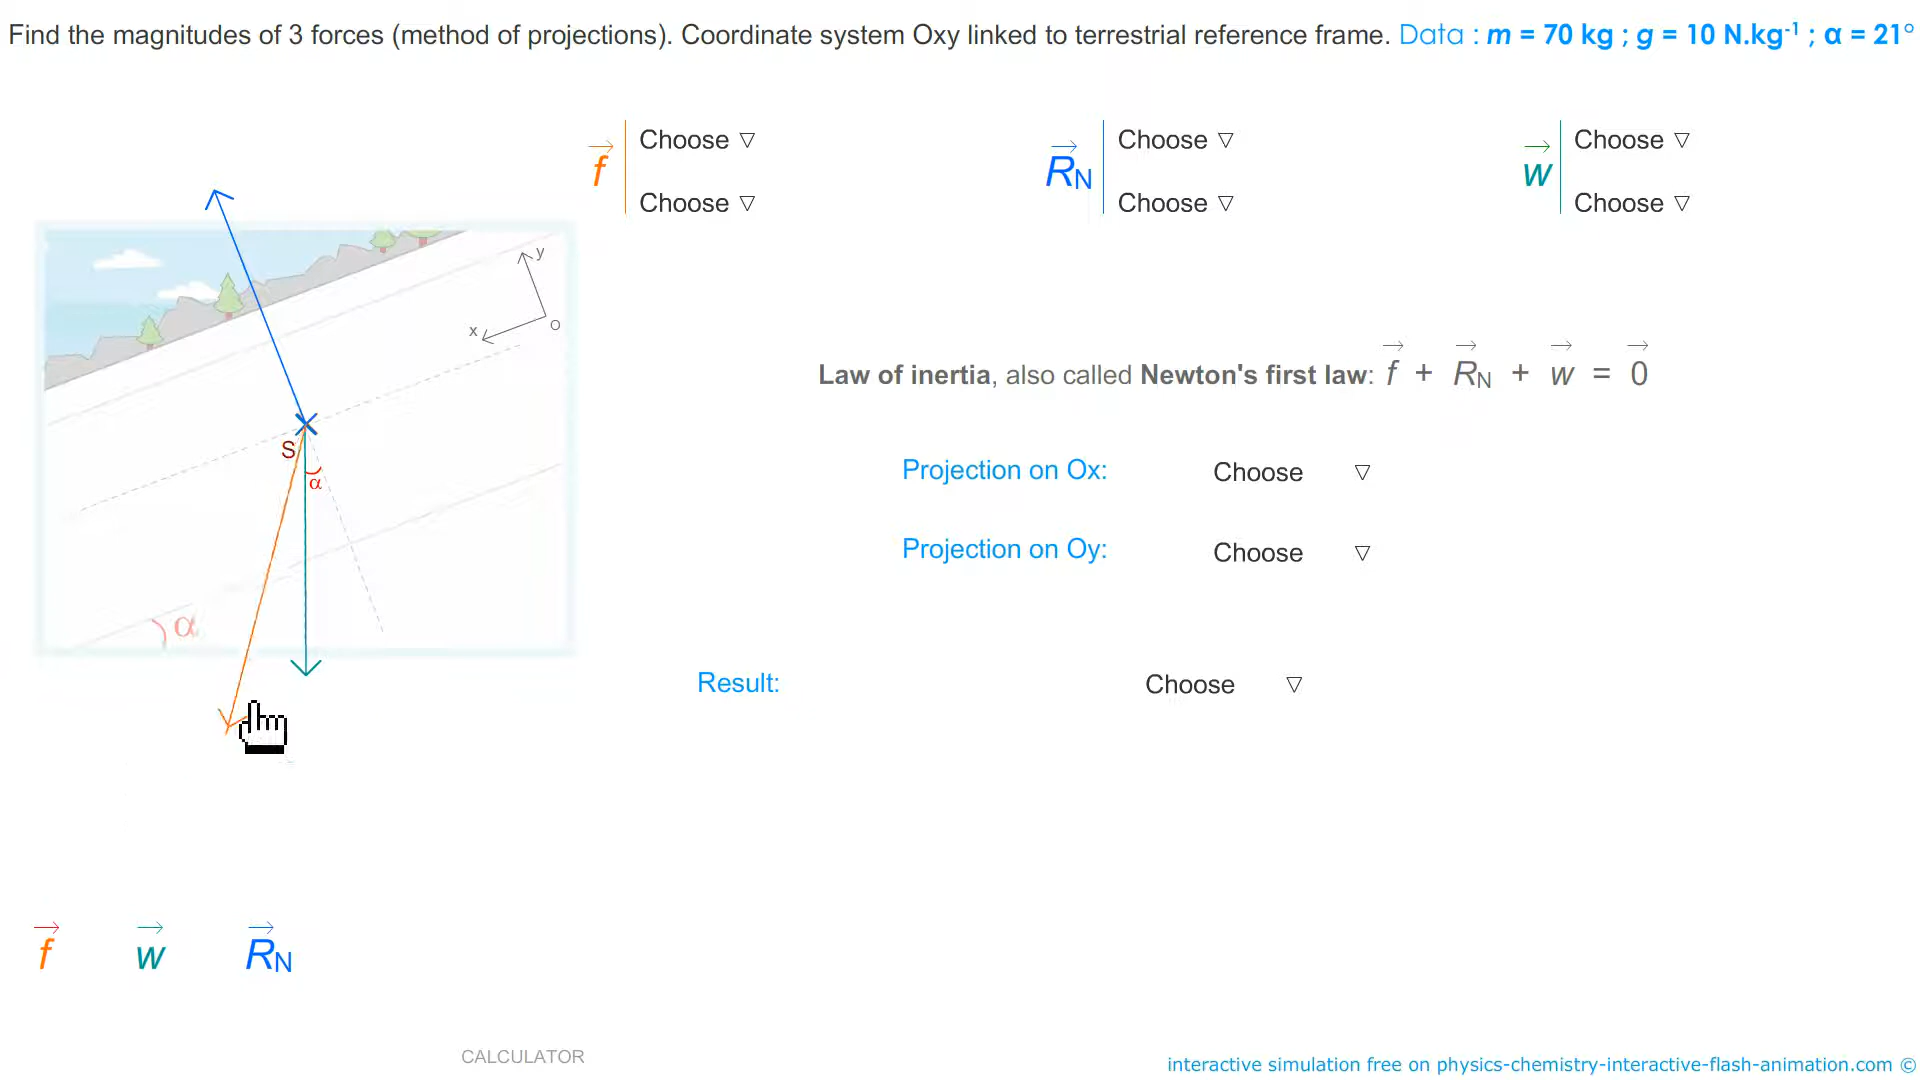 Find the magnitudes of 3 forces (method of projections). Coordinate system Oxy linked to terrestrial reference frame. Data : m = 70 kg ; g = 10 N.kg⁻¹ ; α = 21°
f Choose ▽ R_N Choose ▽ w Choose ▽
Choose ▽ Choose ▽ Choose ▽
y
x
O
Law of inertia, also called Newton's first law: f + R_N + w = 0
S
α
Projection on Ox: Choose ▽
Projection on Oy: Choose ▽
α
Result: Choose ▽
f w R_N
CALCULATOR
interactive simulation free on physics-chemistry-interactive-flash-animation.com ©